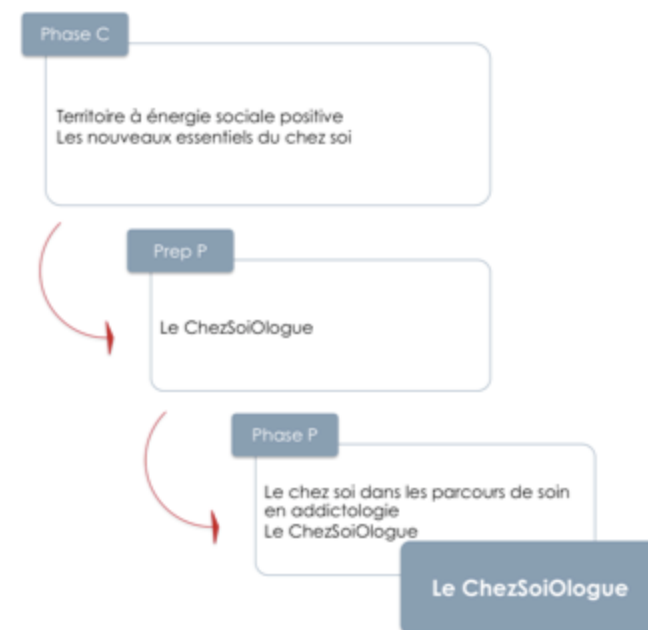 Phase C
Territoire à énergie sociale positive
Les nouveaux essentiels du chez soi
Prep P
Le ChezSoiOlogue
Phase P
Le chez soi dans les parcours de soin
en addictologie
Le ChezSoiOlogue
Le ChezSoiOlogue